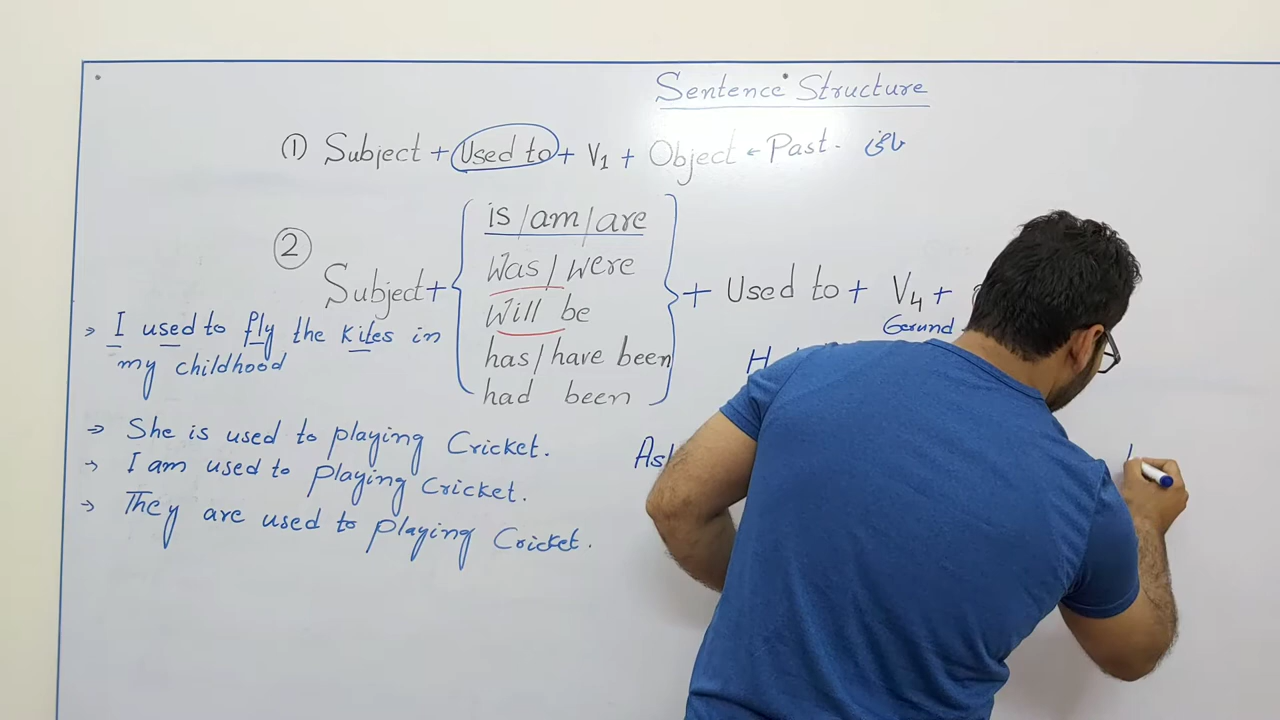 Sentence Structure
① Subject + Used to + V1 + Object ← Past. ماضی
② Subject +
is / am / are
Was / were
Will be
has / have been
had been
+ Used to + V4 +
Gerund
→ I used to fly the kites in
my childhood
→ She is used to playing Cricket.
→ I am used to playing Cricket.
→ They are used to playing Cricket.